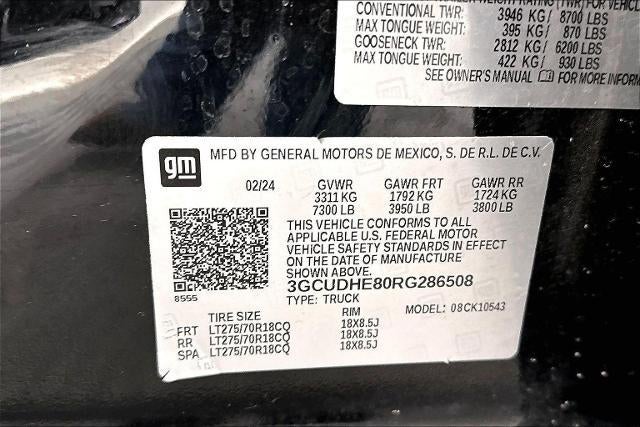 CONVENTIONAL TWR: 3946 KG / 8700 LBS
MAX TONGUE WEIGHT: 395 KG / 870 LBS
GOOSENECK TWR: 2812 KG / 6200 LBS
MAX TONGUE WEIGHT: 422 KG / 930 LBS
SEE OWNER'S MANUAL FOR MORE
gm
MFD BY GENERAL MOTORS DE MEXICO, S. DE R.L. DE C.V.
02/24 GVWR GAWR FRT GAWR RR
3311 KG 1792 KG 1724 KG
7300 LB 3950 LB 3800 LB
THIS VEHICLE CONFORMS TO ALL
APPLICABLE U.S. FEDERAL MOTOR
VEHICLE SAFETY STANDARDS IN EFFECT
ON THE DATE OF MANUFACTURE
SHOWN ABOVE.
3GCUDHE80RG286508
8555
TYPE: TRUCK MODEL: 08CK10543
TIRE SIZE RIM
FRT LT275/70R18CQ 18X8.5J
RR LT275/70R18CQ 18X8.5J
SPA LT275/70R18CQ 18X8.5J